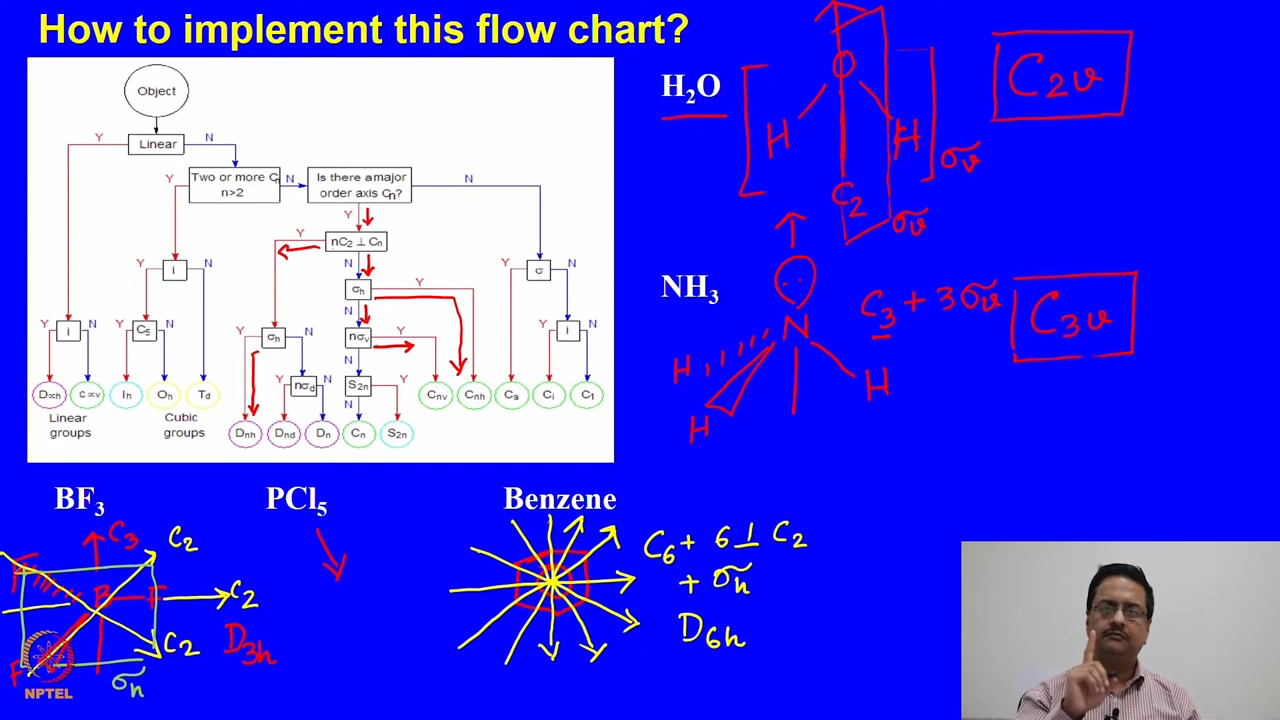 How to implement this flow chart?
Object
Linear
Y
N
Two or more Cn
n>2
Is there a major
order axis Cn?
Y
N
N
Y
N
Y
nC2 ⊥ Cn
Y
N
i
σh
σ
Y
N
Y
Y
N
N
i
C5
σh
nσv
i
Y
N
Y
N
Y
N
Y
N
Y
N
nσd
S2n
Y
N
Y
N
D∞h
C∞v
Ih
Oh
Td
Cnv
Cnh
Cs
Ci
C1
Linear
groups
Cubic
groups
Dnh
Dnd
Dn
Cn
S2n
H2O
O
H
H
C2
σv
σv
C2v
NH3
N
H
H
H
C3 + 3σv
C3v
BF3
PCl5
Benzene
C3
C2
F
B
F
C2
F
C2
D3h
σh
C6 + 6⊥ C2
+ σh
D6h
NPTEL